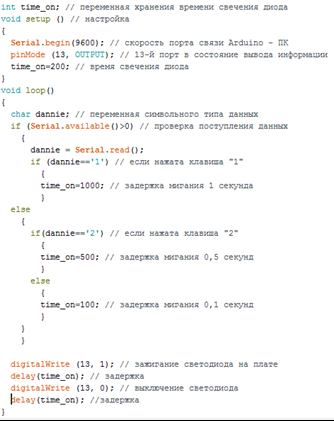 int time_on; // переменная хранения времени свечения диода
void setup () // настройка
{
Serial.begin(9600); // скорость порта связи Arduino - ПК
pinMode (13, OUTPUT); // 13-й порт в состояние вывода информации
time_on=200; // время свечения диода
}
void loop()
{
char dannie; // переменная символьного типа данных
if (Serial.available()>0) // проверка поступления данных
{
dannie = Serial.read();
if (dannie=='1') // если нажата клавиша "1"
{
time_on=1000; // задержка мигания 1 секунда
}
else
{
if(dannie=='2') // если нажата клавиша "2"
{
time_on=500; // задержка мигания 0,5 секунд
}
else
{
time_on=100; // задержка мигания 0,1 секунд
}
}
}
digitalWrite (13, 1); // зажигание светодиода на плате
delay(time_on); // задержка
digitalWrite (13, 0); // выключение светодиода
delay(time_on); //задержка
}